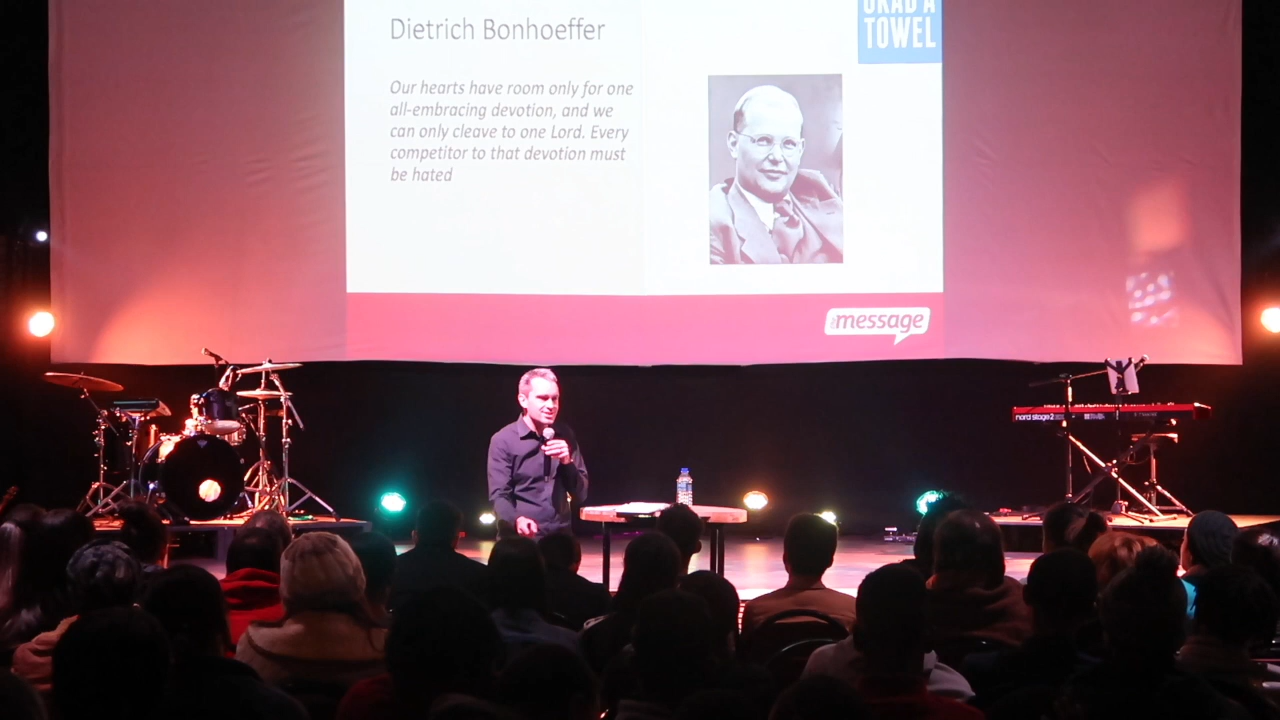 Dietrich Bonhoeffer
TOWEL
Our hearts have room only for one
all-embracing devotion, and we
can only cleave to one Lord. Every
competitor to that devotion must
be hated
message
nord stage 2